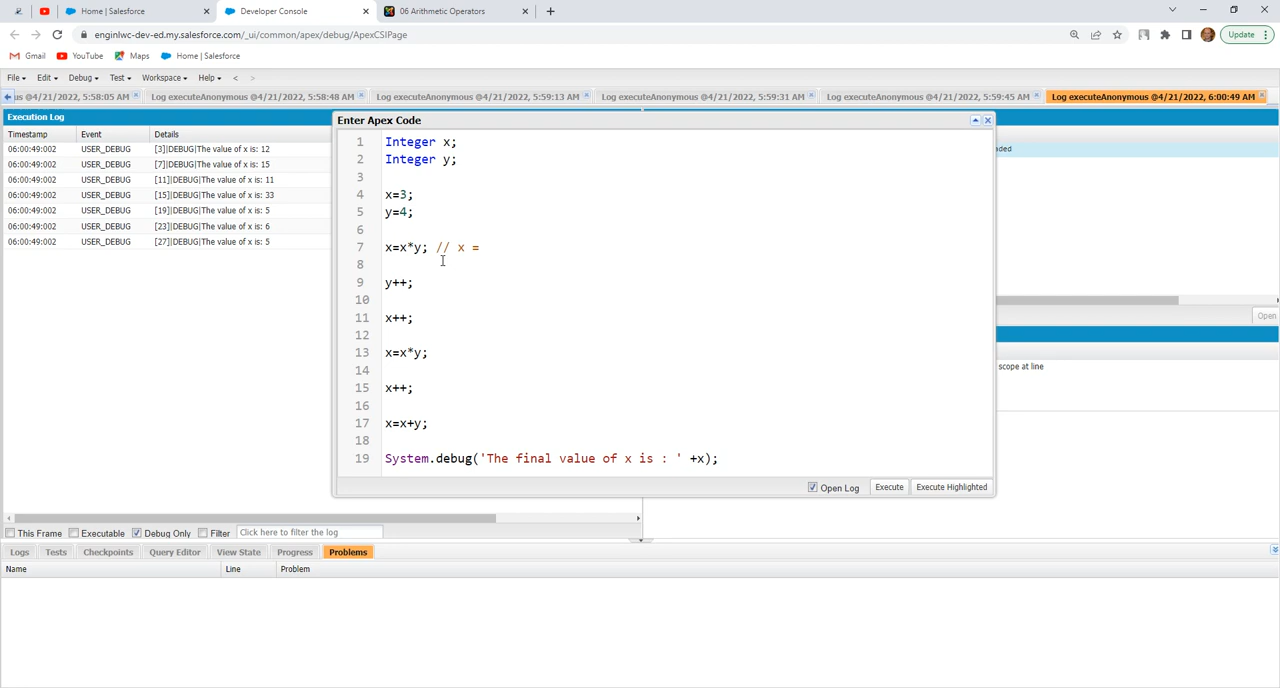 Home | Salesforce
Developer Console
06 Arithmetic Operators
enginlwc-dev-ed.my.salesforce.com/_ui/common/apex/debug/ApexCSIPage
Update
Gmail YouTube Maps Home | Salesforce
File Edit Debug Test Workspace Help < >
us @4/21/2022, 5:58:05 AM Log executeAnonymous @4/21/2022, 5:58:48 AM Log executeAnonymous @4/21/2022, 5:59:13 AM Log executeAnonymous @4/21/2022, 5:59:31 AM Log executeAnonymous @4/21/2022, 5:59:45 AM Log executeAnonymous @4/21/2022, 6:00:49 AM
Execution Log
Timestamp Event Details
06:00:49:002 USER_DEBUG [3]|DEBUG|The value of x is: 12
06:00:49:002 USER_DEBUG [7]|DEBUG|The value of x is: 15
06:00:49:002 USER_DEBUG [11]|DEBUG|The value of x is: 11
06:00:49:002 USER_DEBUG [15]|DEBUG|The value of x is: 33
06:00:49:002 USER_DEBUG [19]|DEBUG|The value of x is: 5
06:00:49:002 USER_DEBUG [23]|DEBUG|The value of x is: 6
06:00:49:002 USER_DEBUG [27]|DEBUG|The value of x is: 5
Enter Apex Code
1 Integer x;
2 Integer y;
3
4 x=3;
5 y=4;
6
7 x=x*y; // x =
8
9 y++;
10
11 x++;
12
13 x=x*y;
14
15 x++;
16
17 x=x+y;
18
19 System.debug('The final value of x is : ' +x);
Open Log Execute Execute Highlighted
aded
Open
scope at line
This Frame Executable Debug Only Filter Click here to filter the log
Logs Tests Checkpoints Query Editor View State Progress Problems
Name Line Problem